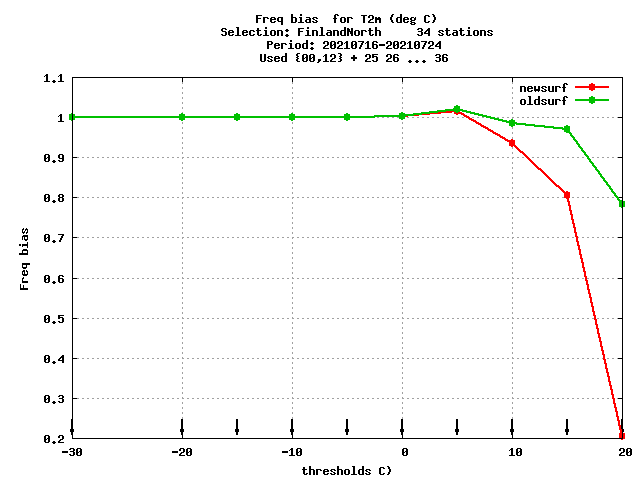 Freq bias  for T2m (deg C)
Selection: FinlandNorth     34 stations
Period: 20210716-20210724
Used {00,12} + 25 26 ... 36
newsurf
oldsurf
1.1
1
0.9
0.8
0.7
0.6
0.5
0.4
0.3
0.2
Freq bias
-30 -20 -10 0 10 20
thresholds C)